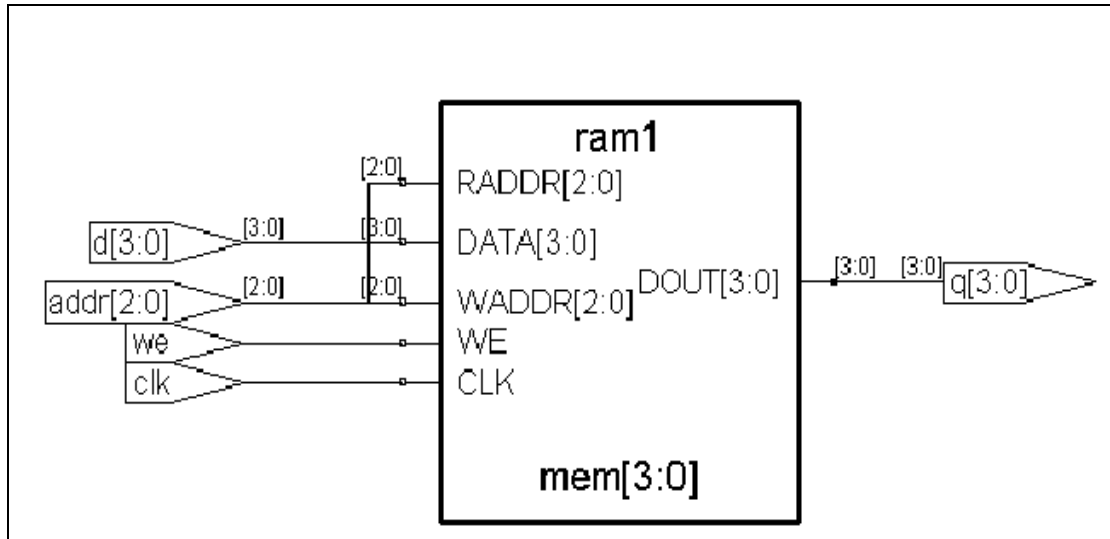 ram1
[2:0]
RADDR[2:0]
d[3:0]
[3:0]
[3:0]
DATA[3:0]
addr[2:0]
[2:0]
[2:0]
WADDR[2:0]
DOUT[3:0]
[3:0]
[3:0]
q[3:0]
we
WE
clk
CLK
mem[3:0]